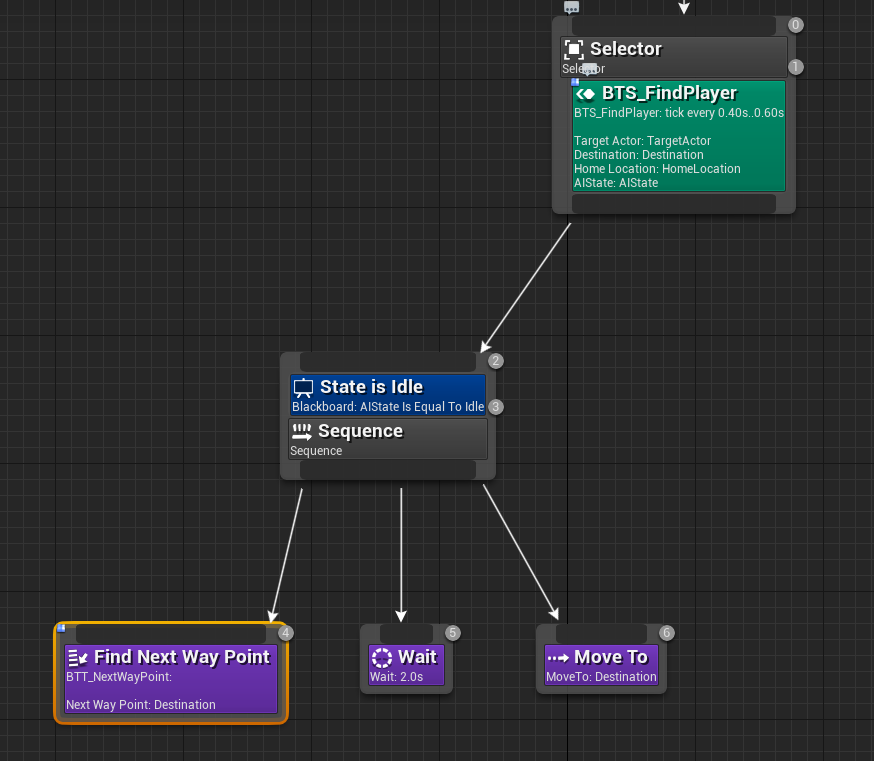 0
Selector
Selector
1
BTS_FindPlayer
BTS_FindPlayer: tick every 0.40s..0.60s
Target Actor: TargetActor
Destination: Destination
Home Location: HomeLocation
AIState: AIState
2
State is Idle
Blackboard: AIState Is Equal To Idle
3
Sequence
Sequence
4
Find Next Way Point
BTT_NextWayPoint:
Next Way Point: Destination
5
Wait
Wait: 2.0s
6
Move To
MoveTo: Destination